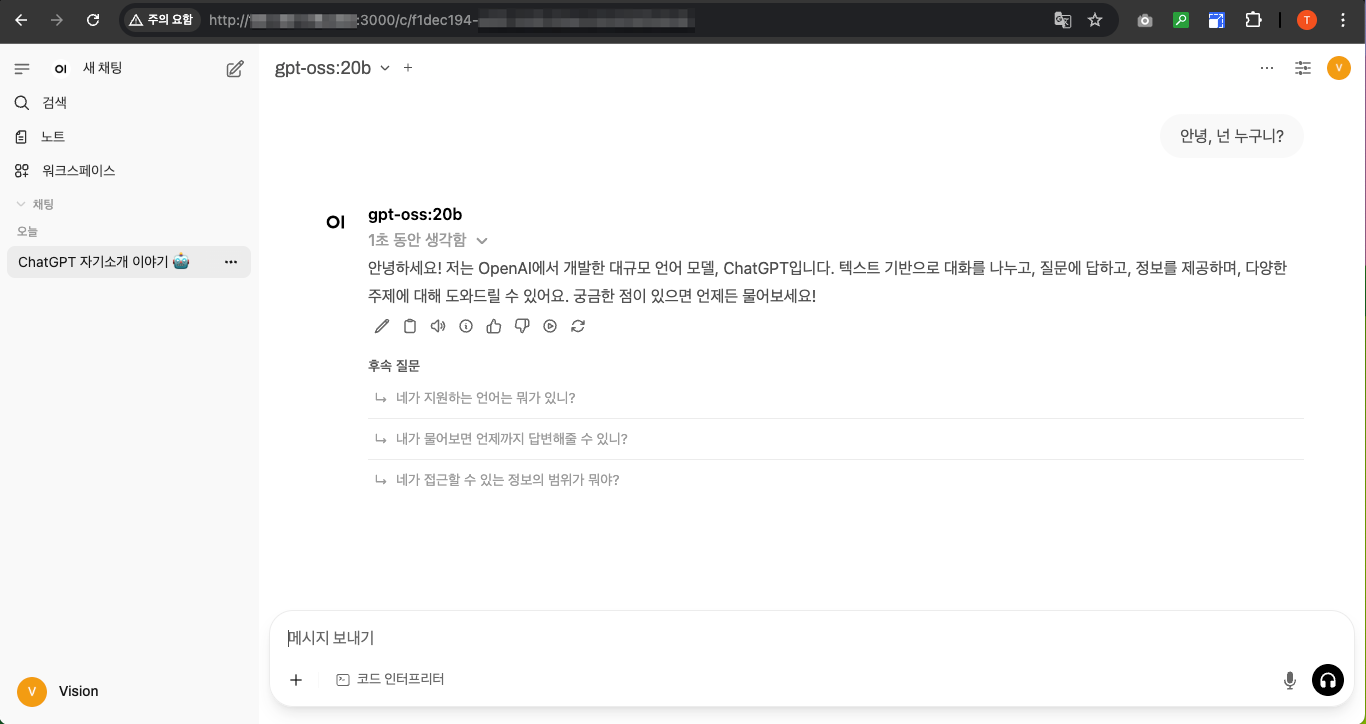 주의 요함 http://
:3000/c/f1dec194-
T
OI 새 채팅
검색
노트
워크스페이스
채팅
오늘
ChatGPT 자기소개 이야기 🤖
V Vision
gpt-oss:20b
V
안녕, 넌 누구니?
OI gpt-oss:20b
1초 동안 생각함
안녕하세요! 저는 OpenAI에서 개발한 대규모 언어 모델, ChatGPT입니다. 텍스트 기반으로 대화를 나누고, 질문에 답하고, 정보를 제공하며, 다양한
주제에 대해 도와드릴 수 있어요. 궁금한 점이 있으면 언제든 물어보세요!
후속 질문
네가 지원하는 언어는 뭐가 있니?
내가 물어보면 언제까지 답변해줄 수 있니?
네가 접근할 수 있는 정보의 범위가 뭐야?
메시지 보내기
코드 인터프리터